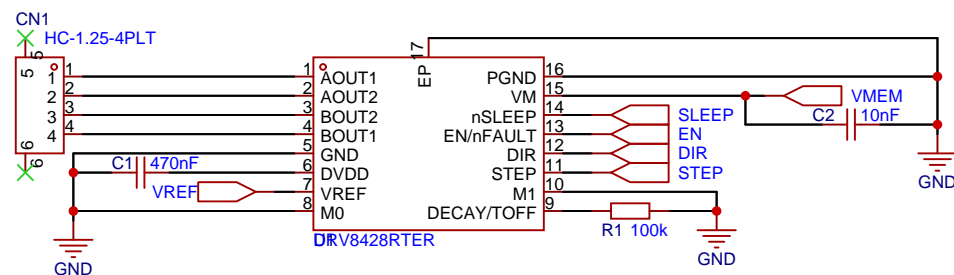 CN1
HC-1.25-4PLT
5
5
1
2
3
4
6
6
1
2
3
4
1 AOUT1
2 AOUT2
3 BOUT2
4 BOUT1
5 GND
6 DVDD
7 VREF
8 M0
17
EP
PGND 16
VM 15
nSLEEP 14
EN/nFAULT 13
DIR 12
STEP 11
M1 10
DECAY/TOFF 9
DRV8428RTER
U1
C1 470nF
VREF
GND
VMEM
C2 10nF
SLEEP
EN
DIR
STEP
GND
R1 100k
GND